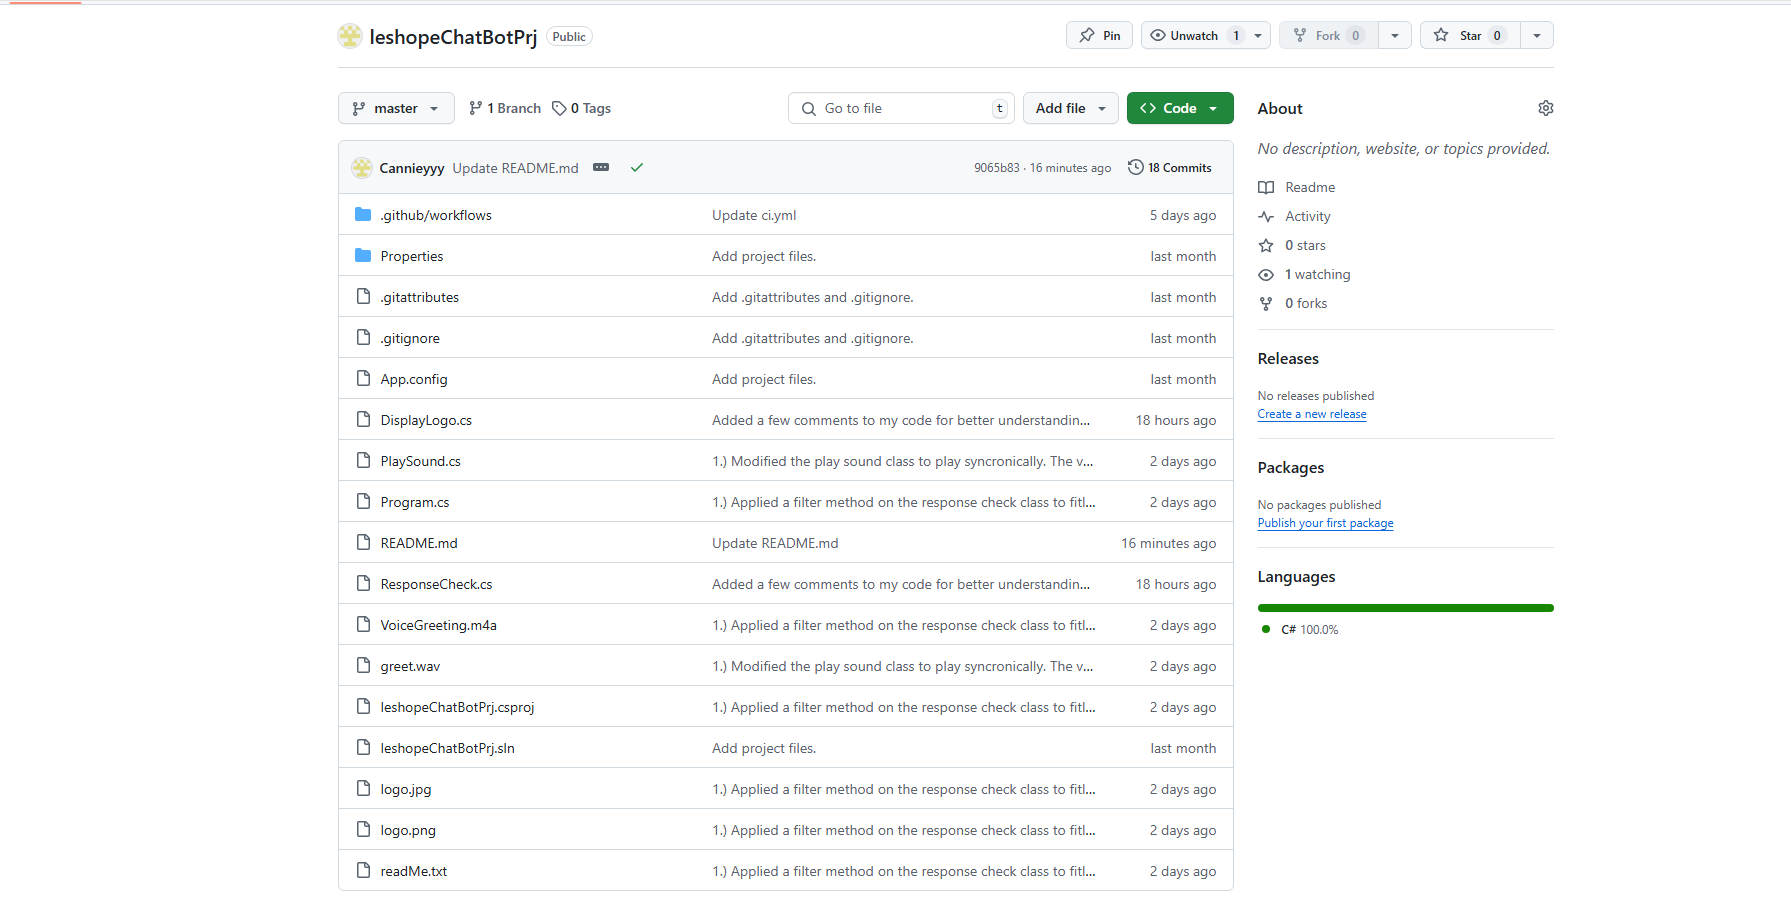 leshopeChatBotPrj Public Pin Unwatch 1 Fork 0 Star 0
master 1 Branch 0 Tags Go to file t Add file Code
Cannieyyy Update README.md 9065b83 · 16 minutes ago 18 Commits
.github/workflows Update ci.yml 5 days ago
Properties Add project files. last month
.gitattributes Add .gitattributes and .gitignore. last month
.gitignore Add .gitattributes and .gitignore. last month
App.config Add project files. last month
DisplayLogo.cs Added a few comments to my code for better understandin... 18 hours ago
PlaySound.cs 1.) Modified the play sound class to play syncronically. The v... 2 days ago
Program.cs 1.) Applied a filter method on the response check class to fitl... 2 days ago
README.md Update README.md 16 minutes ago
ResponseCheck.cs Added a few comments to my code for better understandin... 18 hours ago
VoiceGreeting.m4a 1.) Applied a filter method on the response check class to fitl... 2 days ago
greet.wav 1.) Modified the play sound class to play syncronically. The v... 2 days ago
leshopeChatBotPrj.csproj 1.) Applied a filter method on the response check class to fitl... 2 days ago
leshopeChatBotPrj.sln Add project files. last month
logo.jpg 1.) Applied a filter method on the response check class to fitl... 2 days ago
logo.png 1.) Applied a filter method on the response check class to fitl... 2 days ago
readMe.txt 1.) Applied a filter method on the response check class to fitl... 2 days ago
About
No description, website, or topics provided.
Readme
Activity
0 stars
1 watching
0 forks
Releases
No releases published
Create a new release
Packages
No packages published
Publish your first package
Languages
C# 100.0%